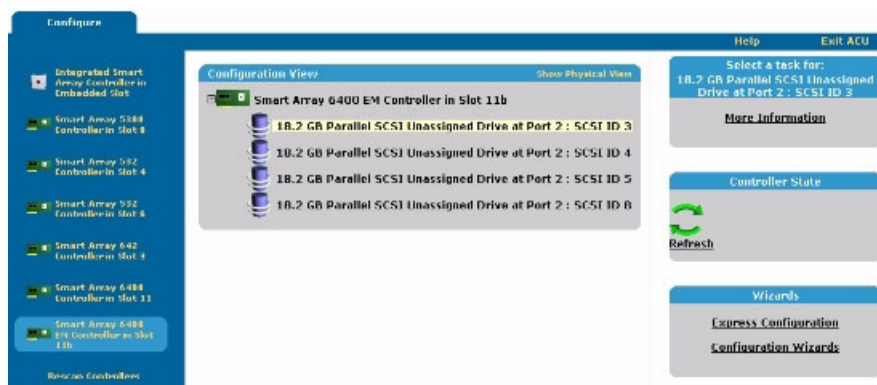 Configure
Help
Exit ACU
Integrated Smart
Array Controller in
Embedded Slot
Smart Array 5300
Controller in Slot 8
Smart Array 532
Controller in Slot 4
Smart Array 532
Controller in Slot 6
Smart Array 642
Controller in Slot 3
Smart Array 6400
Controller in Slot 11
Smart Array 6400
EM Controller in Slot
11b
Rescan Controllers
Configuration View
Show Physical View
Smart Array 6400 EM Controller in Slot 11b
18.2 GB Parallel SCSI Unassigned Drive at Port 2 : SCSI ID 3
18.2 GB Parallel SCSI Unassigned Drive at Port 2 : SCSI ID 4
18.2 GB Parallel SCSI Unassigned Drive at Port 2 : SCSI ID 5
18.2 GB Parallel SCSI Unassigned Drive at Port 2 : SCSI ID 8
Select a task for:
18.2 GB Parallel SCSI Unassigned
Drive at Port 2 : SCSI ID 3
More Information
Controller State
Refresh
Wizards
Express Configuration
Configuration Wizards